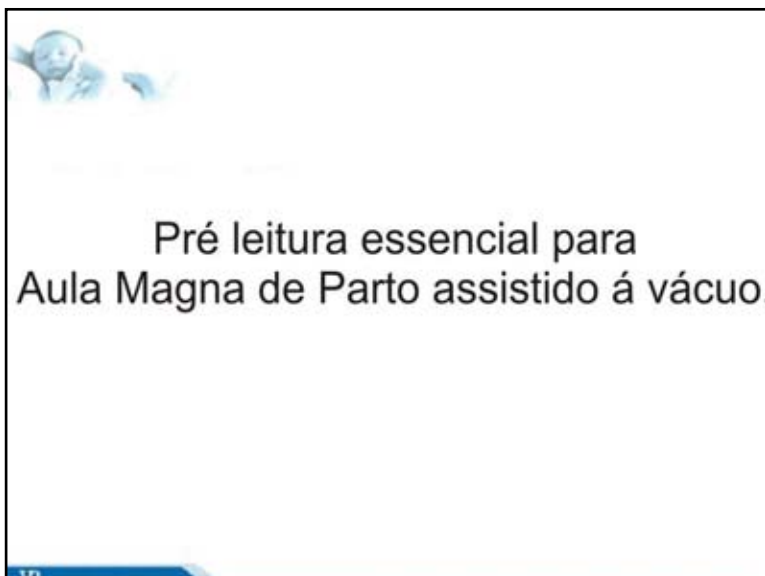 Pré leitura essencial para
Aula Magna de Parto assistido á vácuo.